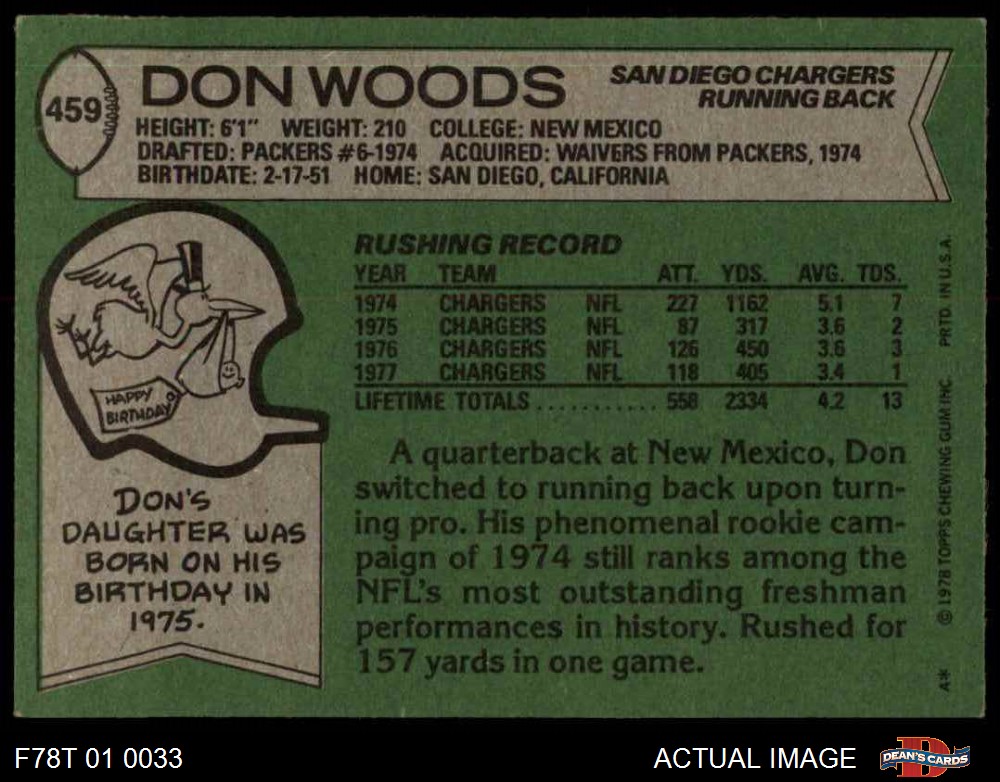 459
DON WOODS
SAN DIEGO CHARGERS
RUNNING BACK
HEIGHT: 6'1" WEIGHT: 210 COLLEGE: NEW MEXICO
DRAFTED: PACKERS #6-1974 ACQUIRED: WAIVERS FROM PACKERS, 1974
BIRTHDATE: 2-17-51 HOME: SAN DIEGO, CALIFORNIA
HAPPY
BIRTHDAY
DON'S
DAUGHTER WAS
BORN ON HIS
BIRTHDAY IN
1975.
RUSHING RECORD
YEAR TEAM ATT. YDS. AVG. TDS.
1974 CHARGERS NFL 227 1162 5.1 7
1975 CHARGERS NFL 87 317 3.6 2
1976 CHARGERS NFL 126 450 3.6 3
1977 CHARGERS NFL 118 405 3.4 1
LIFETIME TOTALS ............ 558 2334 4.2 13
A quarterback at New Mexico, Don
switched to running back upon turn-
ing pro. His phenomenal rookie cam-
paign of 1974 still ranks among the
NFL's most outstanding freshman
performances in history. Rushed for
157 yards in one game.
A* © 1978 TOPPS CHEWING GUM INC. PRTD. IN U.S.A.
F78T 01 0033
ACTUAL IMAGE
D
DEAN'S CARDS